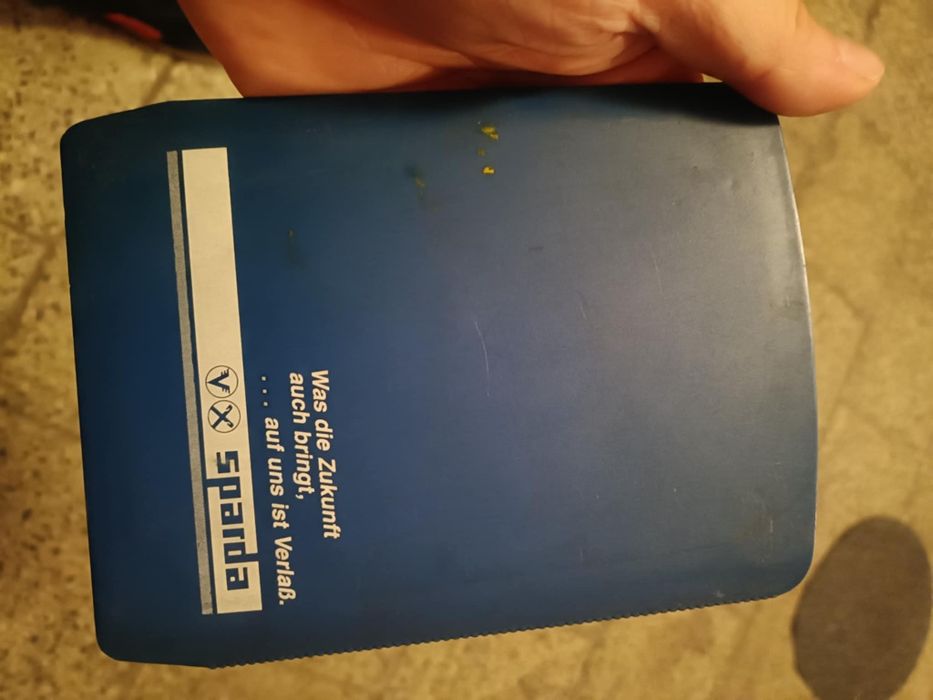 Was die Zukunft
auch bringt,
. . . auf uns ist Verlaß.
sparda